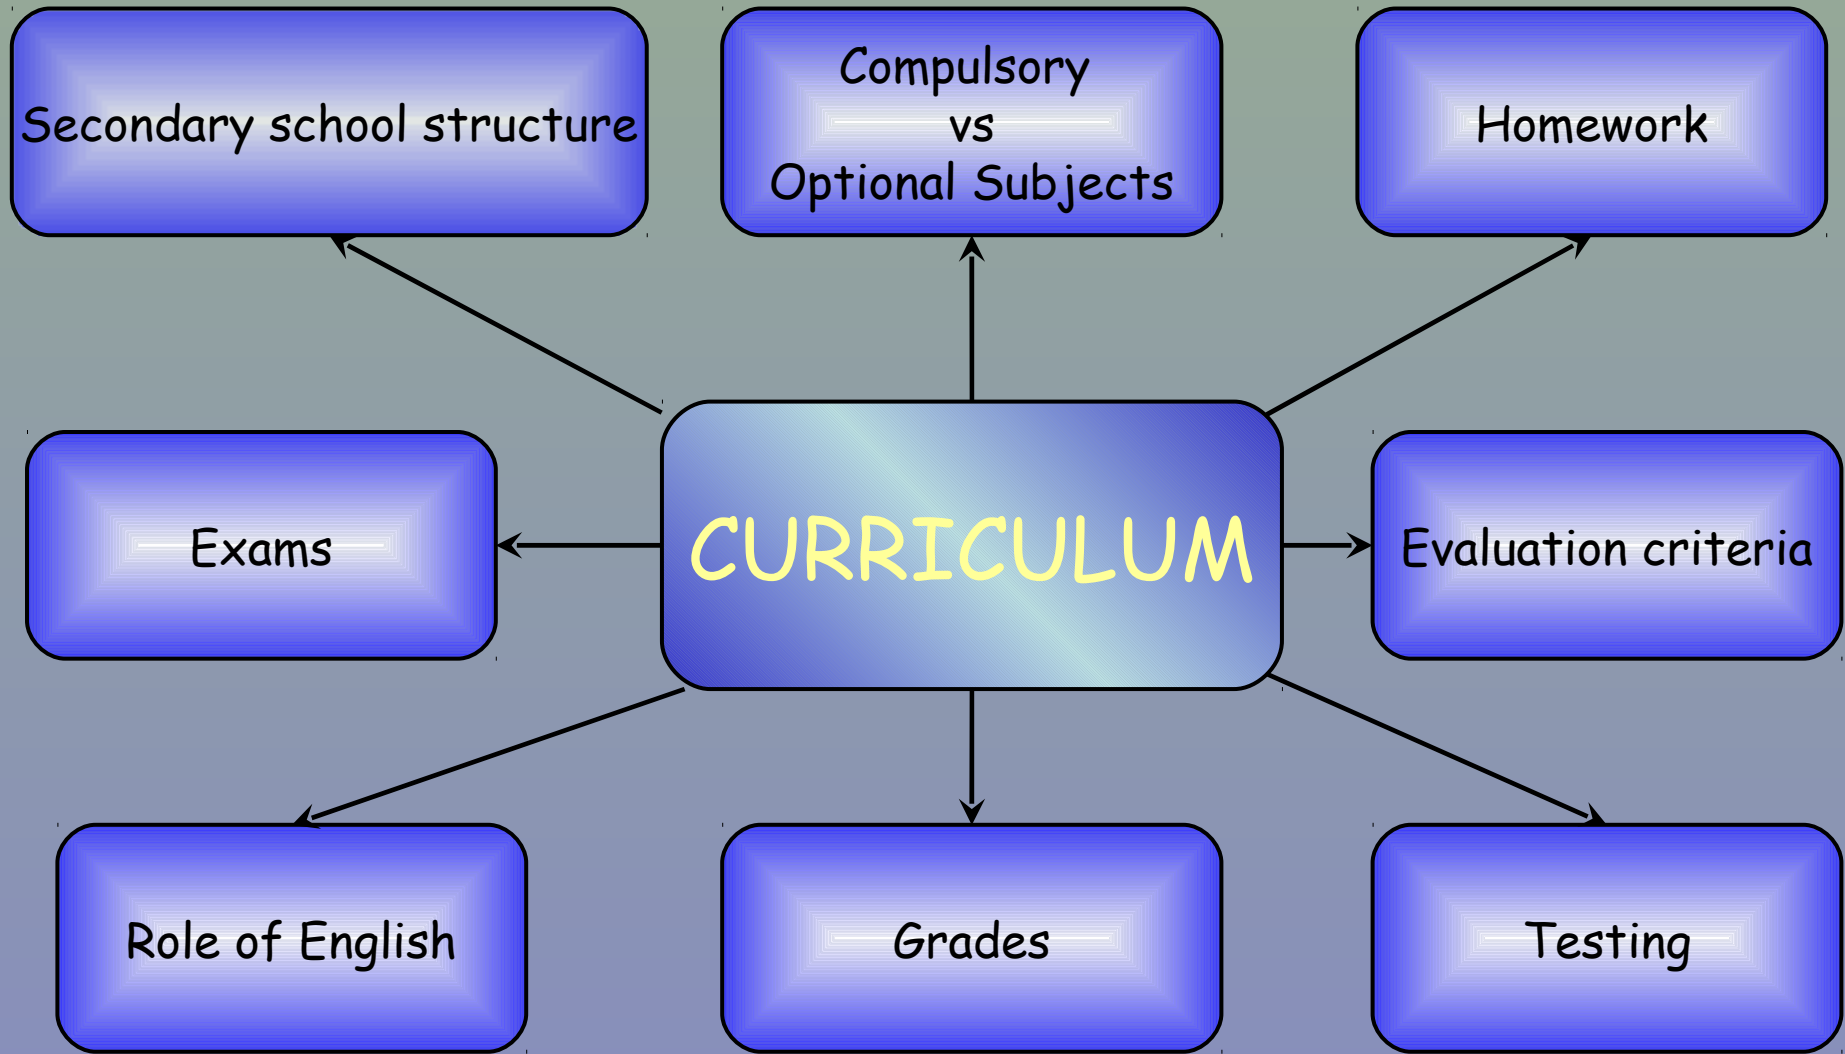 Secondary school structure
Compulsory
vs
Optional Subjects
Homework
Exams
CURRICULUM
Evaluation criteria
Role of English
Grades
Testing